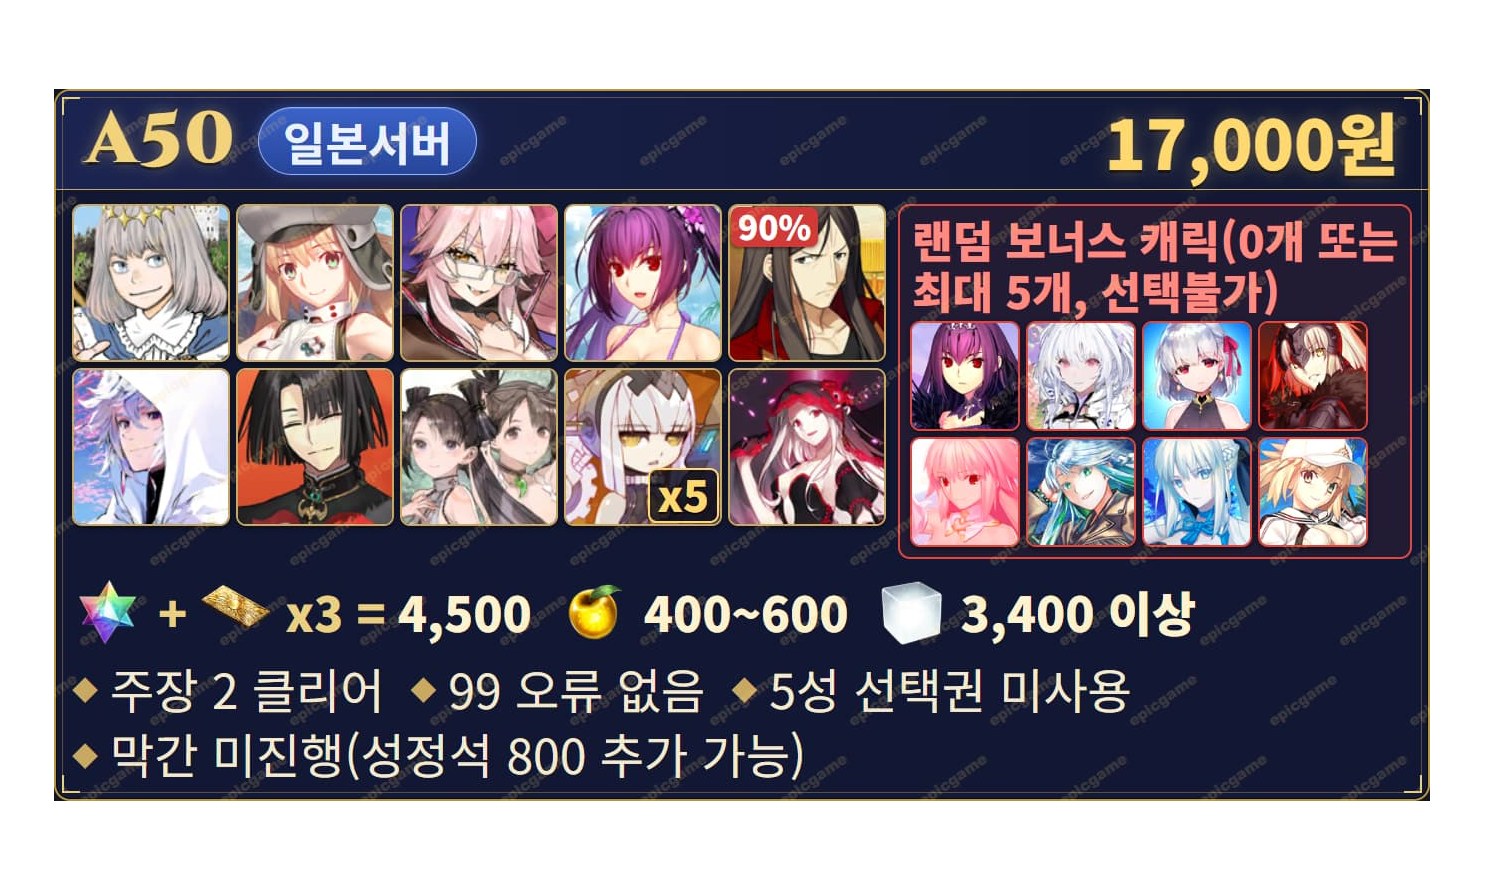 A50 일본서버 17,000원
90%
랜덤 보너스 캐릭(0개 또는
최대 5개, 선택불가)
x5
+ x3 = 4,500 400~600 3,400 이상
◆ 주장 2 클리어 ◆ 99 오류 없음 ◆ 5성 선택권 미사용
◆ 막간 미진행(성정석 800 추가 가능)
epicgame